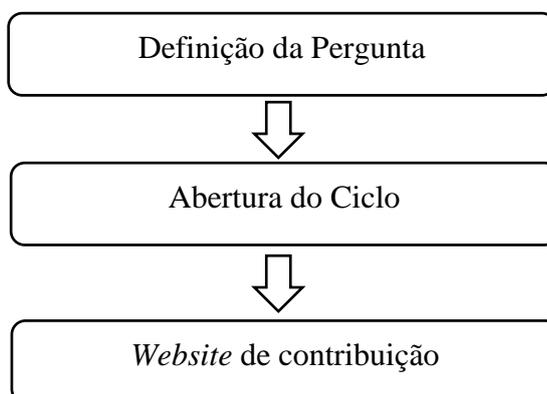 Definição da Pergunta
Abertura do Ciclo
Website de contribuição